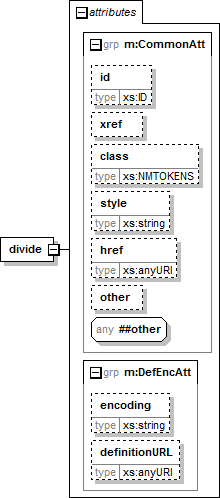 attributes
grp m:CommonAtt
id
type xs:ID
xref
class
type xs:NMTOKENS
style
type xs:string
divide
href
type xs:anyURI
other
any ##other
grp m:DefEncAtt
encoding
type xs:string
definitionURL
type xs:anyURI